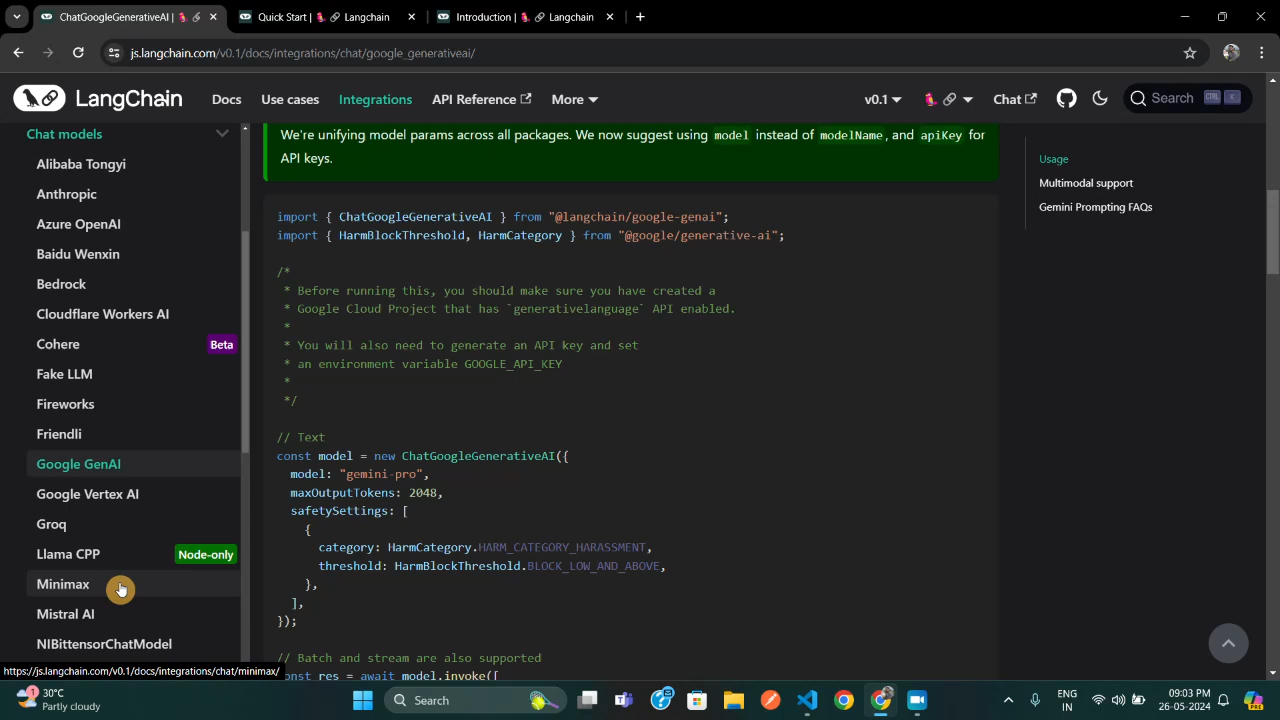 ChatGoogleGenerativeAI |
Quick Start | Langchain
Introduction | Langchain
js.langchain.com/v0.1/docs/integrations/chat/google_generativeai/
LangChain
Docs
Use cases
Integrations
API Reference
More
v0.1
Chat
Search
CTRL
K
Chat models
Alibaba Tongyi
Anthropic
Azure OpenAI
Baidu Wenxin
Bedrock
Cloudflare Workers AI
Cohere
Beta
Fake LLM
Fireworks
Friendli
Google GenAI
Google Vertex AI
Groq
Llama CPP
Node-only
Minimax
Mistral AI
NIBittensorChatModel
https://js.langchain.com/v0.1/docs/integrations/chat/minimax/
We're unifying model params across all packages. We now suggest using model instead of modelName, and apiKey for
API keys.
import { ChatGoogleGenerativeAI } from "@langchain/google-genai";
import { HarmBlockThreshold, HarmCategory } from "@google/generative-ai";
/*
* Before running this, you should make sure you have created a
* Google Cloud Project that has `generativelanguage` API enabled.
*
* You will also need to generate an API key and set
* an environment variable GOOGLE_API_KEY
*
*/
// Text
const model = new ChatGoogleGenerativeAI({
model: "gemini-pro",
maxOutputTokens: 2048,
safetySettings: [
{
category: HarmCategory.HARM_CATEGORY_HARASSMENT,
threshold: HarmBlockThreshold.BLOCK_LOW_AND_ABOVE,
},
],
});
// Batch and stream are also supported
const res = await model.invoke([
Usage
Multimodal support
Gemini Prompting FAQs
30°C
Partly cloudy
Search
ENG
IN
09:03 PM
26-05-2024
PRE